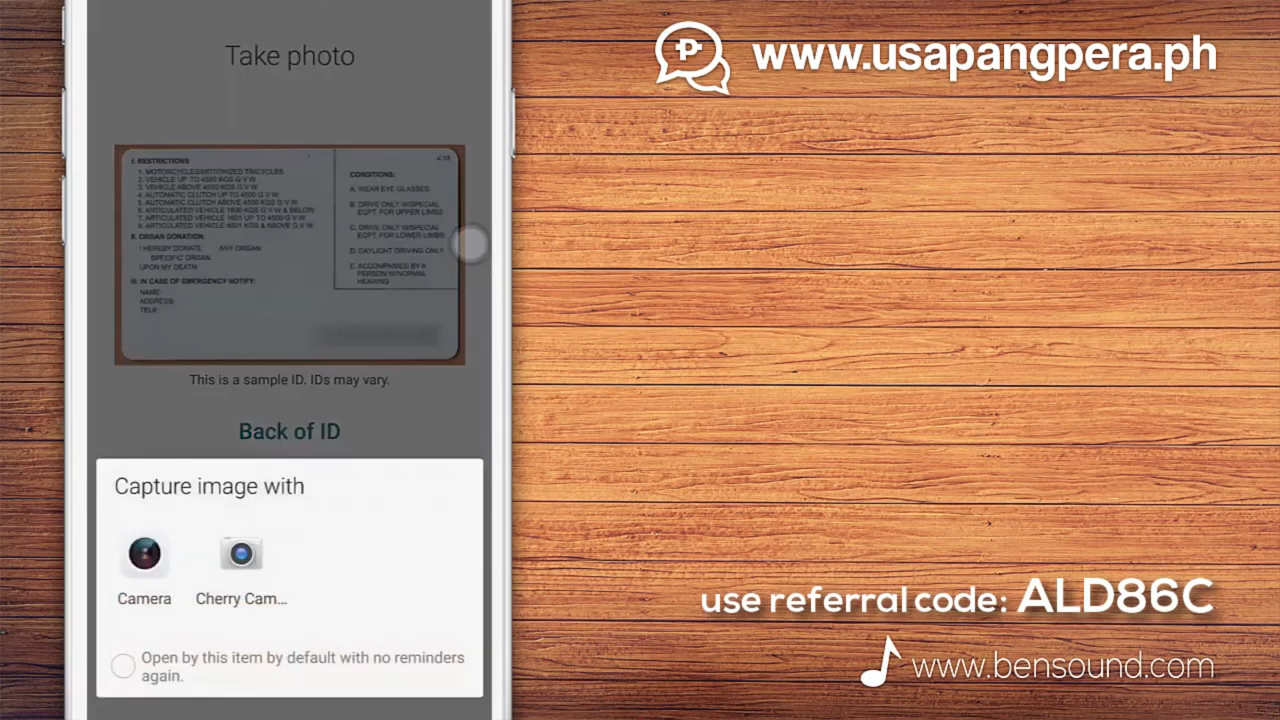 Take photo
I. RESTRICTIONS
1. MOTORCYCLES/MOTORIZED TRICYCLES
2. VEHICLE UP TO 4500 KGS G V W
3. VEHICLE ABOVE 4500 KGS G V W
4. AUTOMATIC CLUTCH UP TO 4500 G V W
5. AUTOMATIC CLUTCH ABOVE 4500 G V W
6. ARTICULATED VEHICLE 1600 KGS G V W & BELOW
7. ARTICULATED VEHICLE 1601 UP TO 4500 G V W
8. ARTICULATED VEHICLE 4501 KGS & ABOVE G V W
II. ORGAN DONATION:
I HEREBY DONATE ANY ORGAN
SPECIFIC ORGAN
UPON MY DEATH
III. IN CASE OF EMERGENCY NOTIFY:
NAME:
ADDRESS:
TEL#:
CONDITIONS:
A. WEAR EYE GLASSES
B. DRIVE ONLY W/SPECIAL
EQPT. FOR UPPER LIMBS
C. DRIVE ONLY W/SPECIAL
EQPT. FOR LOWER LIMBS
D. DAYLIGHT DRIVING ONLY
E. ACCOMPANIED BY A
PERSON W/NORMAL
HEARING
This is a sample ID. IDs may vary.
Back of ID
Capture image with
Camera
Cherry Cam...
Open by this item by default with no reminders
again.
www.usapangpera.ph
use referral code: ALD86C
www.bensound.com